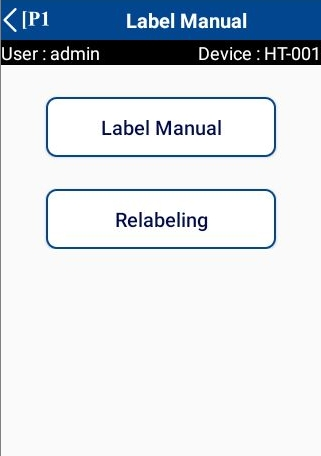 [P1 Label Manual
User : admin Device : HT-001
Label Manual
Relabeling